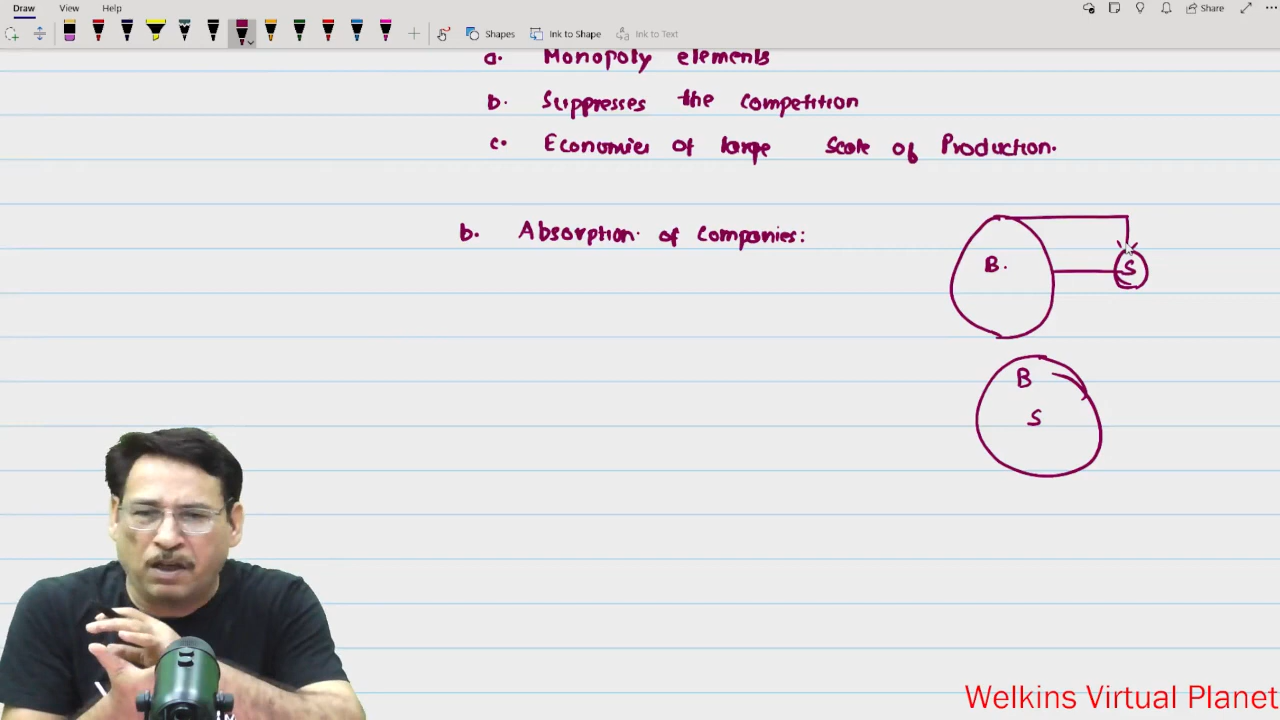 Draw View Help
Shapes Ink to Shape Ink to Text Share
a. Monopoly elements
b. Suppresses the competition
c. Economies of large Scale of Production.
b. Absorption of Companies:
B. S
B
S
Welkins Virtual Planet